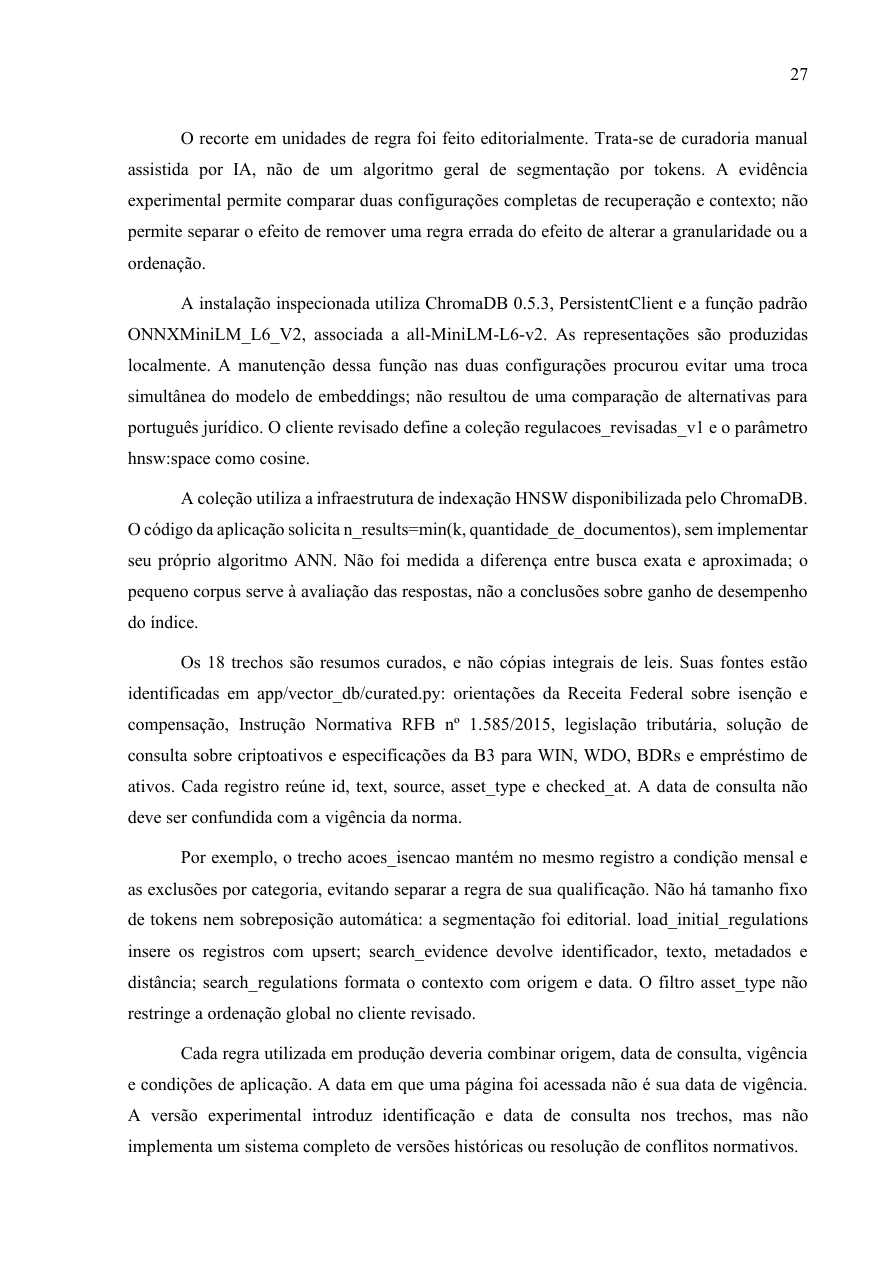 27
O recorte em unidades de regra foi feito editorialmente. Trata-se de curadoria manual
assistida por IA, não de um algoritmo geral de segmentação por tokens. A evidência
experimental permite comparar duas configurações completas de recuperação e contexto; não
permite separar o efeito de remover uma regra errada do efeito de alterar a granularidade ou a
ordenação.
A instalação inspecionada utiliza ChromaDB 0.5.3, PersistentClient e a função padrão
ONNXMiniLM_L6_V2, associada a all-MiniLM-L6-v2. As representações são produzidas
localmente. A manutenção dessa função nas duas configurações procurou evitar uma troca
simultânea do modelo de embeddings; não resultou de uma comparação de alternativas para
português jurídico. O cliente revisado define a coleção regulacoes_revisadas_v1 e o parâmetro
hnsw:space como cosine.
A coleção utiliza a infraestrutura de indexação HNSW disponibilizada pelo ChromaDB.
O código da aplicação solicita n_results=min(k, quantidade_de_documentos), sem implementar
seu próprio algoritmo ANN. Não foi medida a diferença entre busca exata e aproximada; o
pequeno corpus serve à avaliação das respostas, não a conclusões sobre ganho de desempenho
do índice.
Os 18 trechos são resumos curados, e não cópias integrais de leis. Suas fontes estão
identificadas em app/vector_db/curated.py: orientações da Receita Federal sobre isenção e
compensação, Instrução Normativa RFB nº 1.585/2015, legislação tributária, solução de
consulta sobre criptoativos e especificações da B3 para WIN, WDO, BDRs e empréstimo de
ativos. Cada registro reúne id, text, source, asset_type e checked_at. A data de consulta não
deve ser confundida com a vigência da norma.
Por exemplo, o trecho acoes_isencao mantém no mesmo registro a condição mensal e
as exclusões por categoria, evitando separar a regra de sua qualificação. Não há tamanho fixo
de tokens nem sobreposição automática: a segmentação foi editorial. load_initial_regulations
insere os registros com upsert; search_evidence devolve identificador, texto, metadados e
distância; search_regulations formata o contexto com origem e data. O filtro asset_type não
restringe a ordenação global no cliente revisado.
Cada regra utilizada em produção deveria combinar origem, data de consulta, vigência
e condições de aplicação. A data em que uma página foi acessada não é sua data de vigência.
A versão experimental introduz identificação e data de consulta nos trechos, mas não
implementa um sistema completo de versões históricas ou resolução de conflitos normativos.